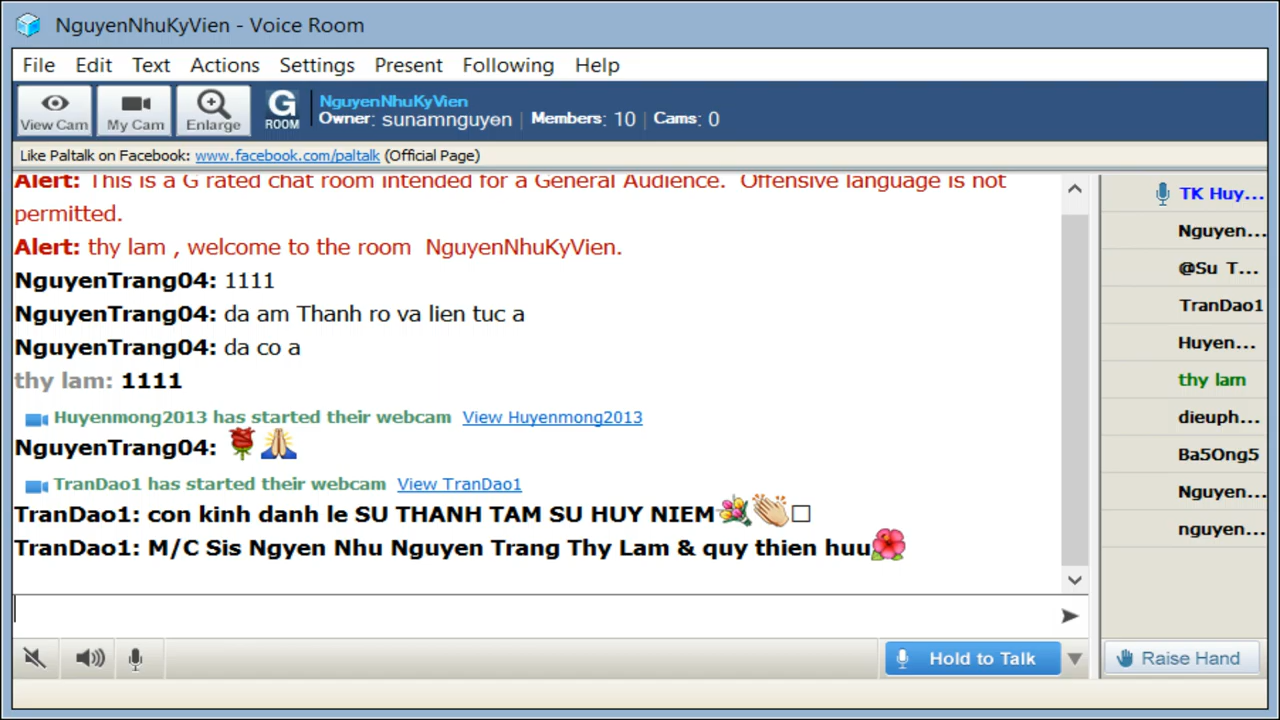 NguyenNhuKyVien - Voice Room
File Edit Text Actions Settings Present Following Help
View Cam My Cam Enlarge G ROOM
NguyenNhuKyVien
Owner: sunamnguyen | Members: 10 | Cams: 0
Like Paltalk on Facebook: www.facebook.com/paltalk (Official Page)
Alert: This is a G rated chat room intended for a General Audience. Offensive language is not
permitted.
Alert: thy lam , welcome to the room NguyenNhuKyVien.
NguyenTrang04: 1111
NguyenTrang04: da am Thanh ro va lien tuc a
NguyenTrang04: da co a
thy lam: 1111
Huyenmong2013 has started their webcam View Huyenmong2013
NguyenTrang04: 🌹🙏
TranDao1 has started their webcam View TranDao1
TranDao1: con kinh danh le SU THANH TAM SU HUY NIEM💐👏□
TranDao1: M/C Sis Ngyen Nhu Nguyen Trang Thy Lam & quy thien huu🌺
TK Huy...
Nguyen...
@Su T...
TranDao1
Huyen...
thy lam
dieuph...
Ba5Ong5
Nguyen...
nguyen...
Hold to Talk
Raise Hand